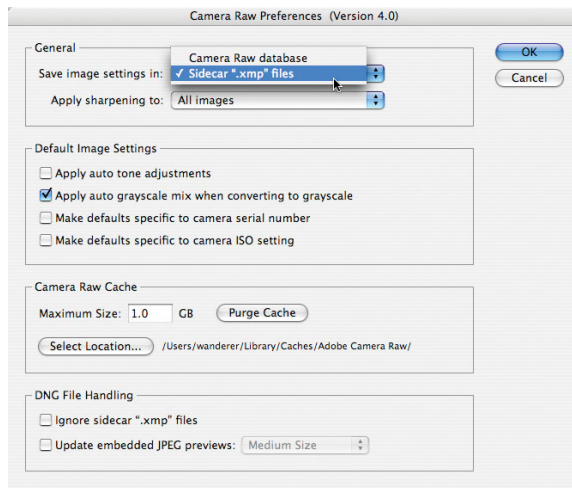 Camera Raw Preferences (Version 4.0)
General
Save image settings in:
Camera Raw database
✓ Sidecar “.xmp” files
Apply sharpening to: All images
OK
Cancel
Default Image Settings
Apply auto tone adjustments
Apply auto grayscale mix when converting to grayscale
Make defaults specific to camera serial number
Make defaults specific to camera ISO setting
Camera Raw Cache
Maximum Size: 1.0 GB Purge Cache
Select Location... /Users/wanderer/Library/Caches/Adobe Camera Raw/
DNG File Handling
Ignore sidecar “.xmp” files
Update embedded JPEG previews: Medium Size